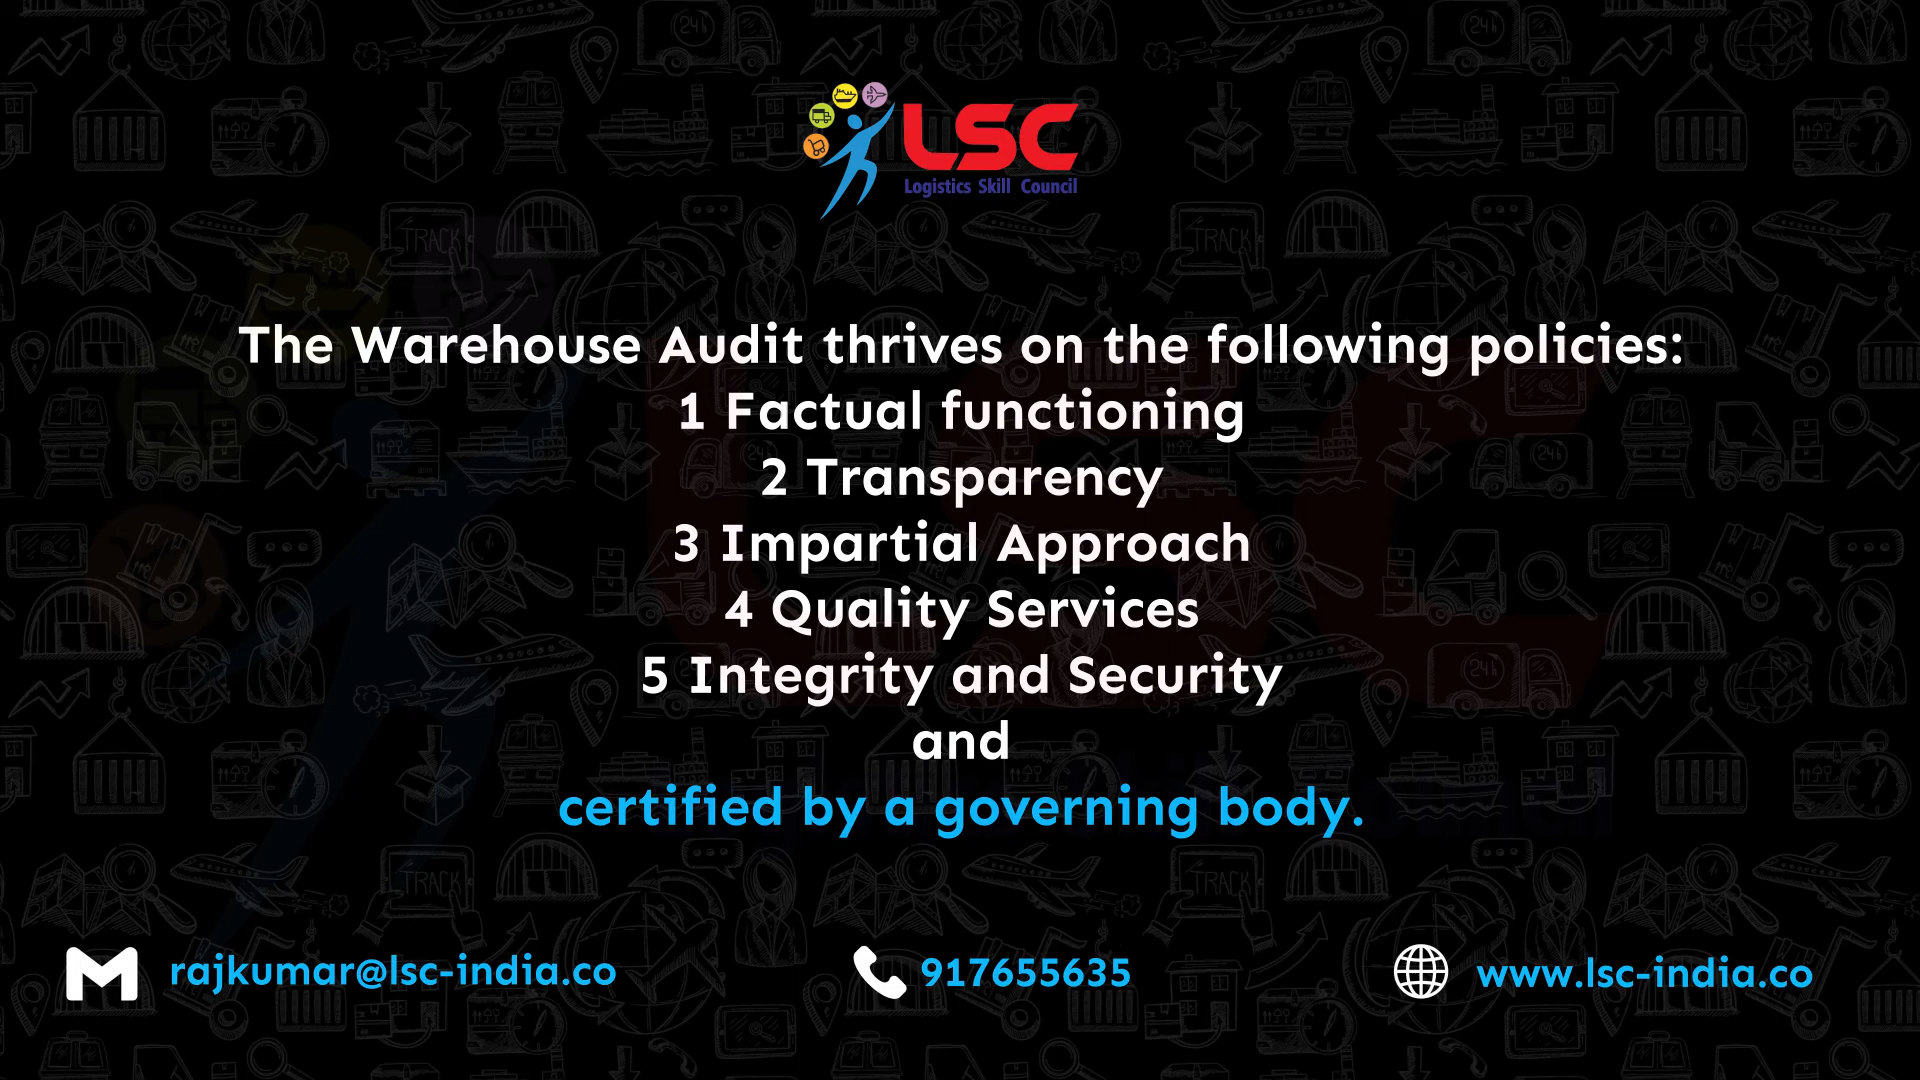 LSC
Logistics Skill Council
The Warehouse Audit thrives on the following policies:
1 Factual functioning
2 Transparency
3 Impartial Approach
4 Quality Services
5 Integrity and Security
and
certified by a governing body.
rajkumar@lsc-india.co
917655635
www.lsc-india.co